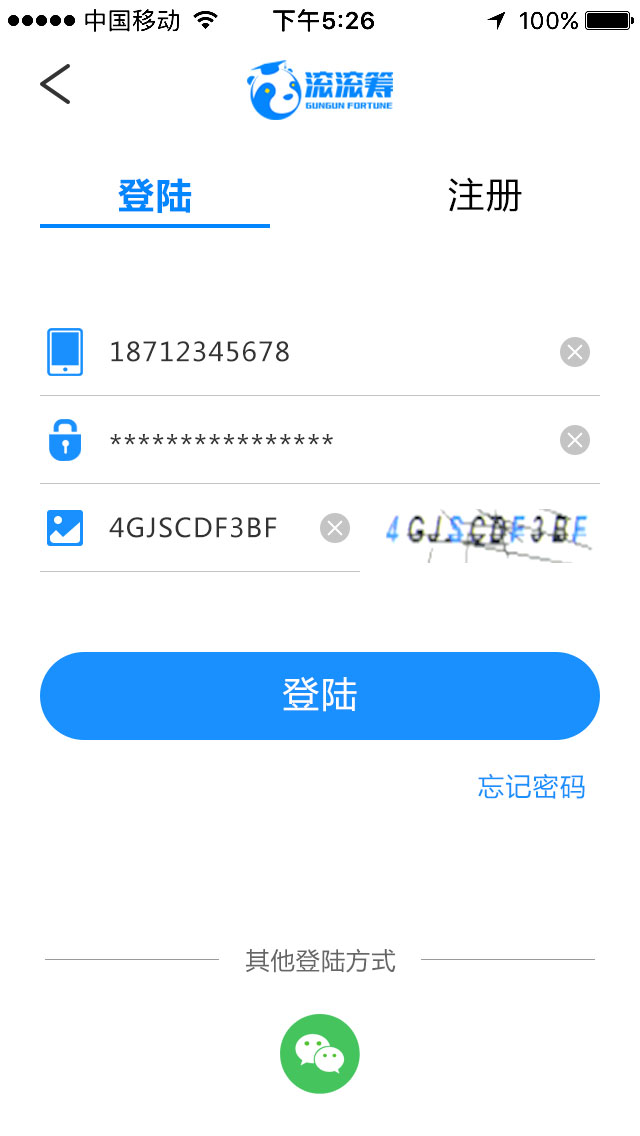 中国移动 下午5:26 100%
滚滚筹
GUNGUN FORTUNE
登陆 注册
18712345678
****************
4GJSCDF3BF 4GJSCDF3BF
登陆
忘记密码
其他登陆方式